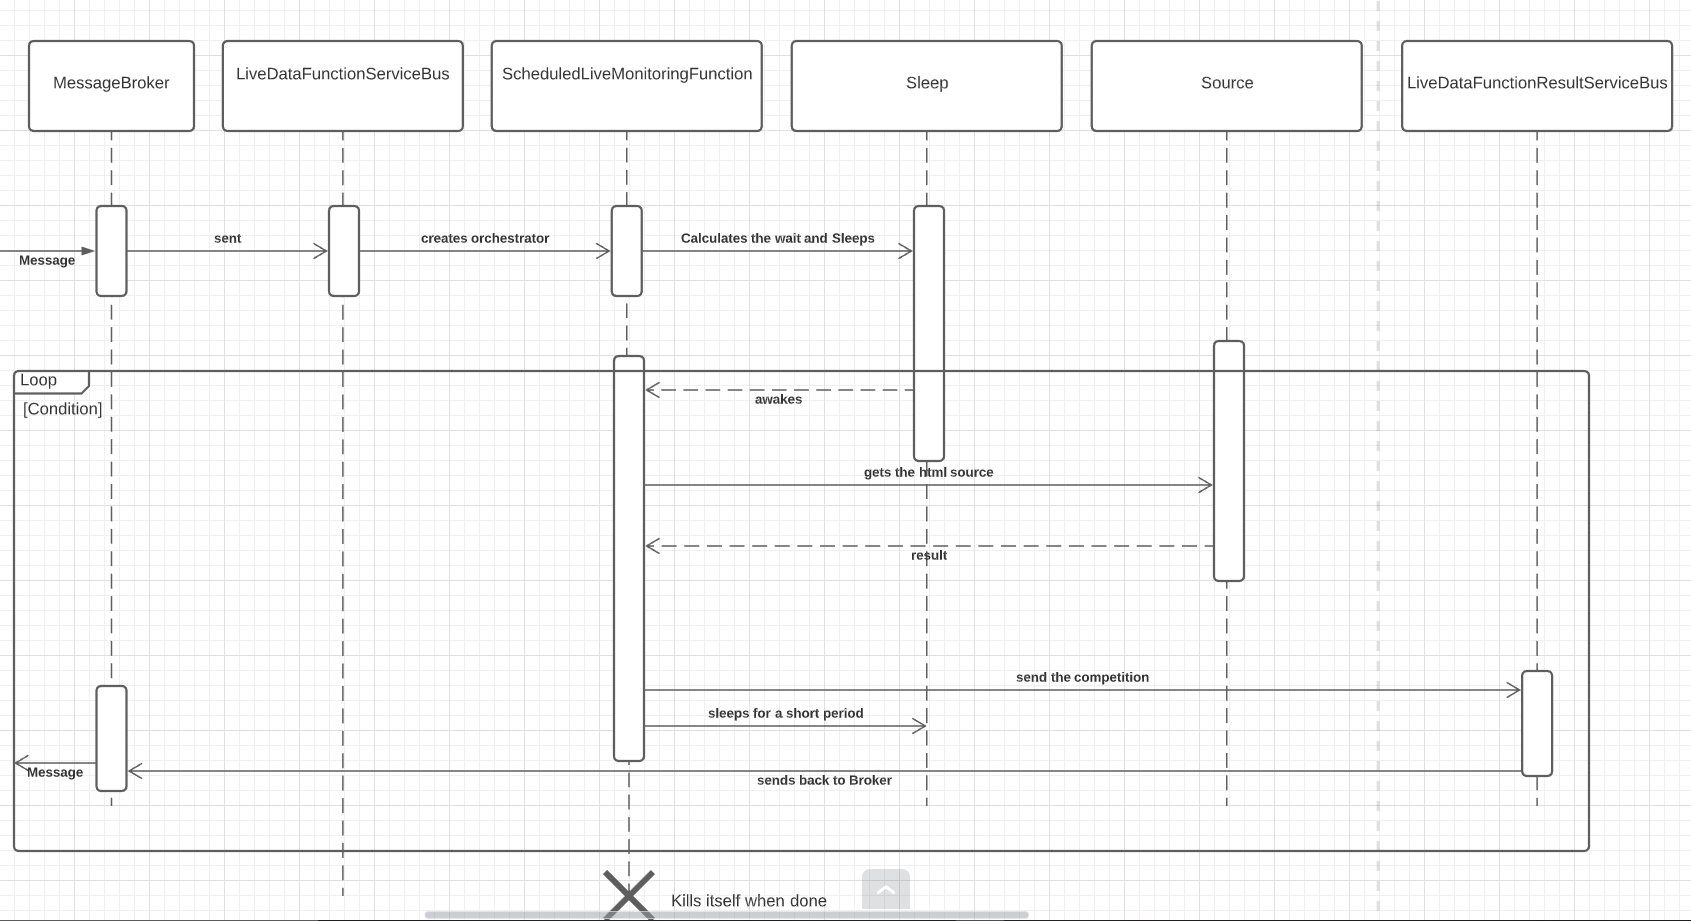 MessageBroker
LiveDataFunctionServiceBus
ScheduledLiveMonitoringFunction
Sleep
Source
LiveDataFunctionResultServiceBus
sent
creates orchestrator
Calculates the wait and Sleeps
Message
Loop
[Condition]
awakes
gets the html source
result
send the competition
sleeps for a short period
Message
sends back to Broker
Kills itself when done